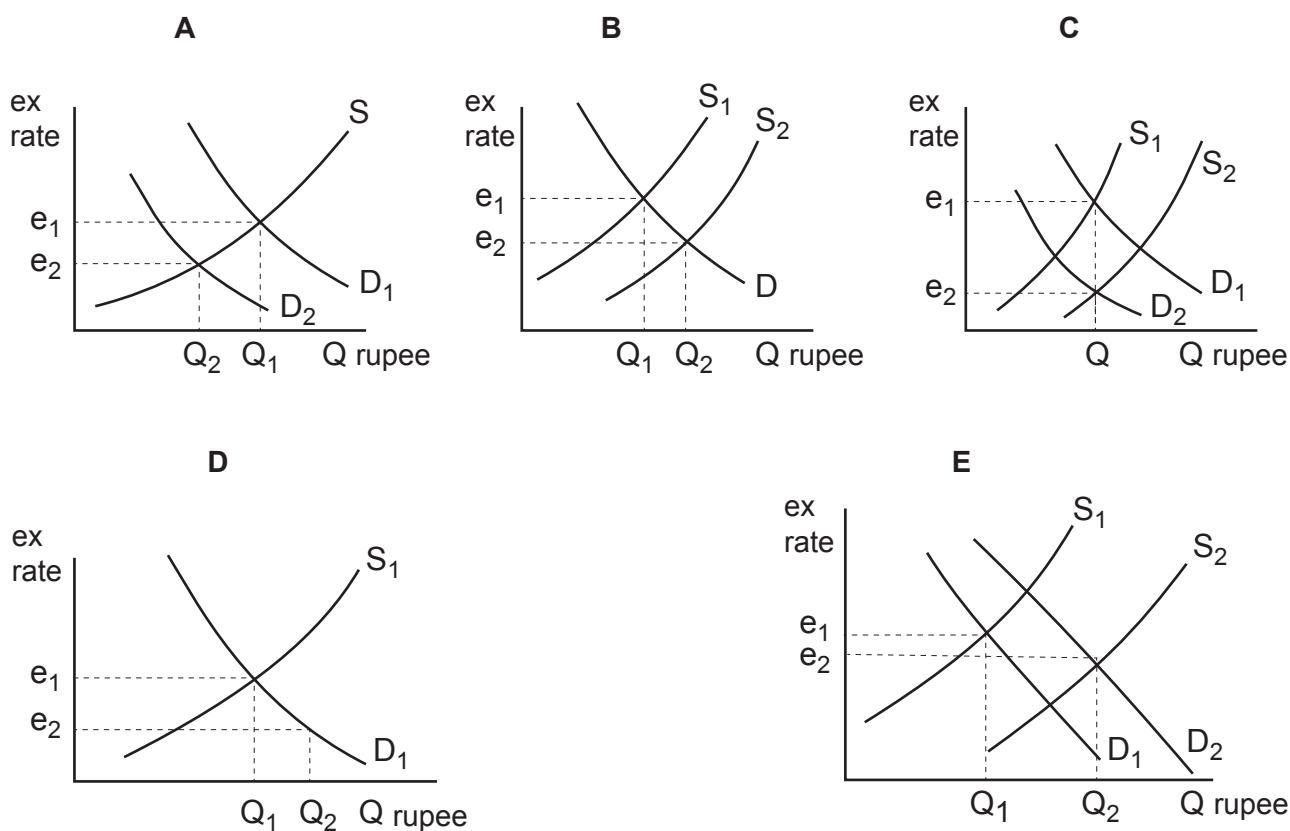 A
ex
rate
S
e1
e2
D1
D2
Q2 Q1 Q rupee
B
ex
rate
S1
S2
e1
e2
D
Q1 Q2 Q rupee
C
ex
rate
S1
S2
e1
e2
D1
D2
Q Q rupee
D
ex
rate
S1
e1
e2
D1
Q1 Q2 Q rupee
E
ex
rate
S1
S2
e1
e2
D1
D2
Q1 Q2 Q rupee